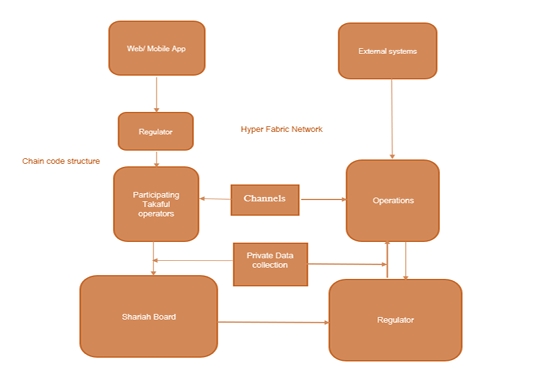 Web/ Mobile App
External systems
Regulator
Hyper Fabric Network
Chain code structure
Participating
Takaful
operators
Channels
Operations
Private Data
collection
Shariah Board
Regulator